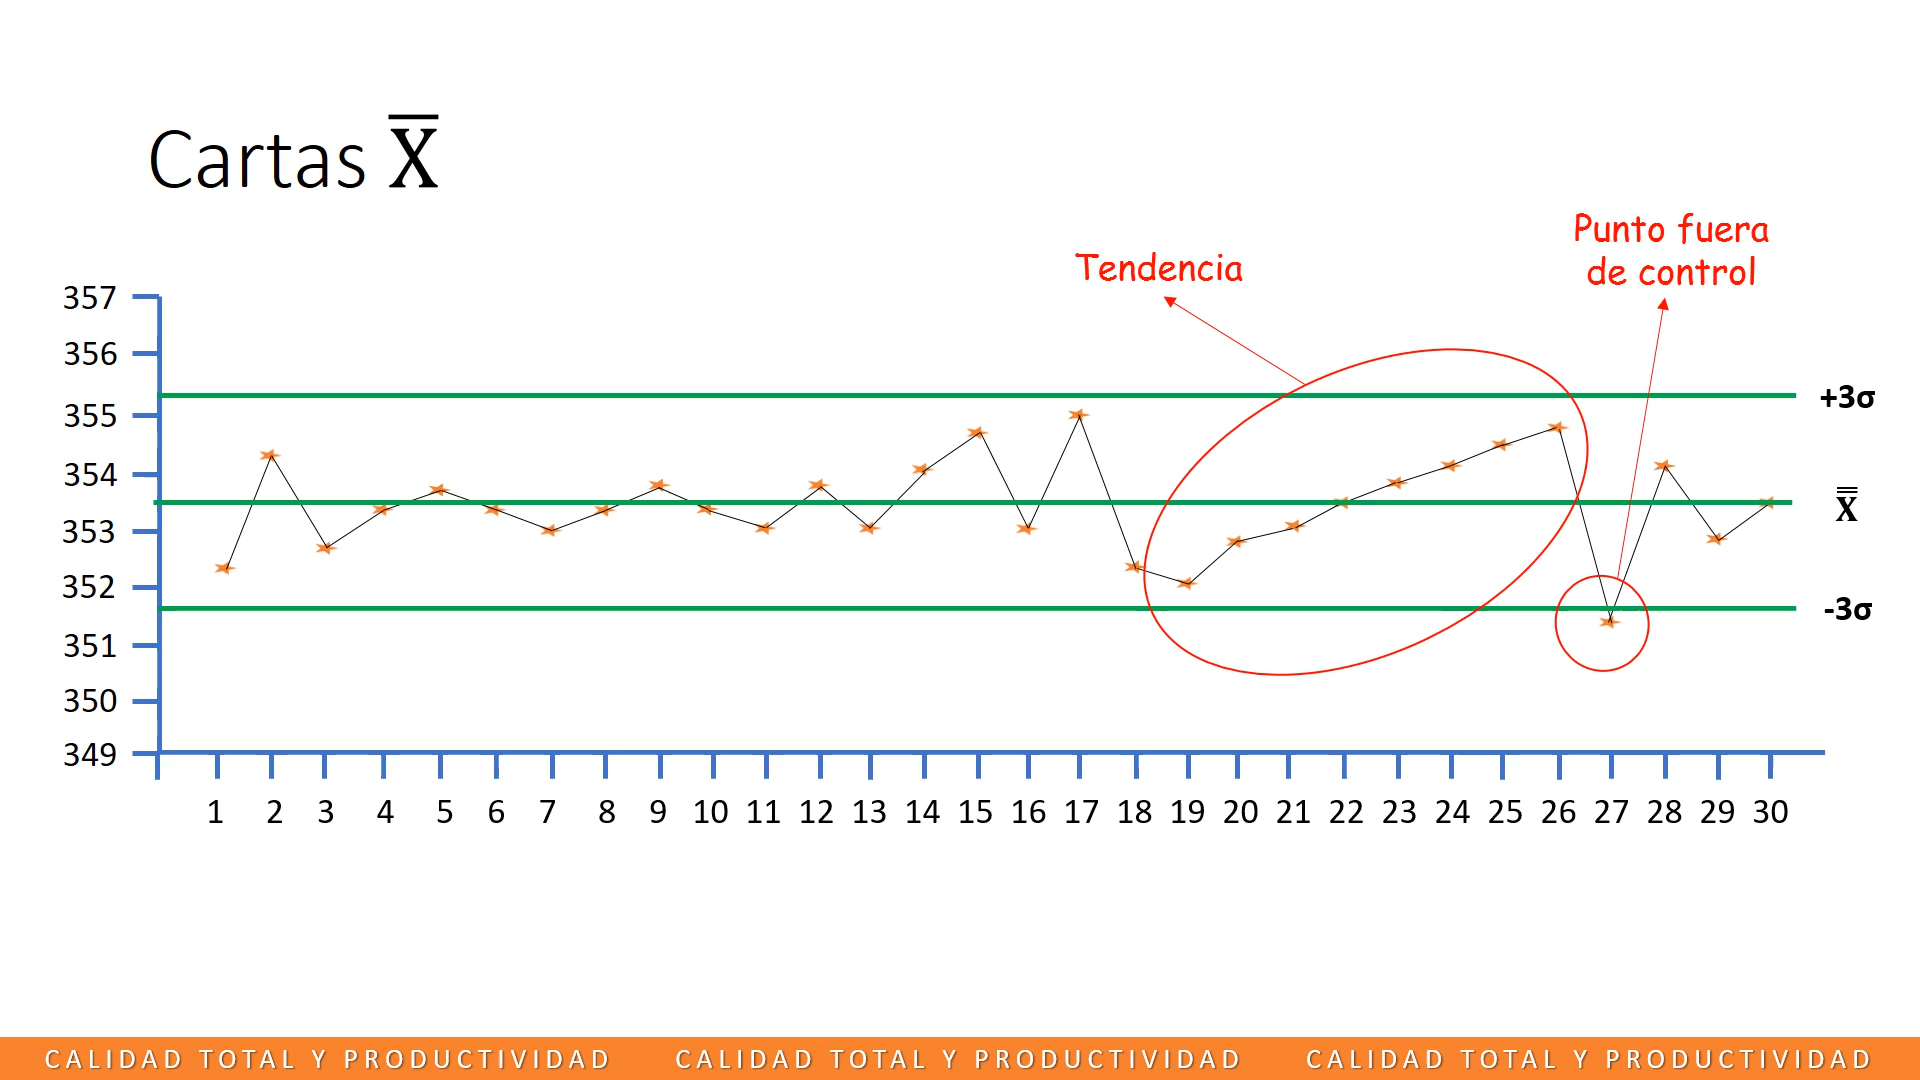 Cartas X̅
Punto fuera
de control
Tendencia
357
356
+3σ
355
354
X̿
353
352
-3σ
351
350
349
1 2 3 4 5 6 7 8 9 10 11 12 13 14 15 16 17 18 19 20 21 22 23 24 25 26 27 28 29 30
CALIDAD TOTAL Y PRODUCTIVIDAD CALIDAD TOTAL Y PRODUCTIVIDAD CALIDAD TOTAL Y PRODUCTIVIDAD